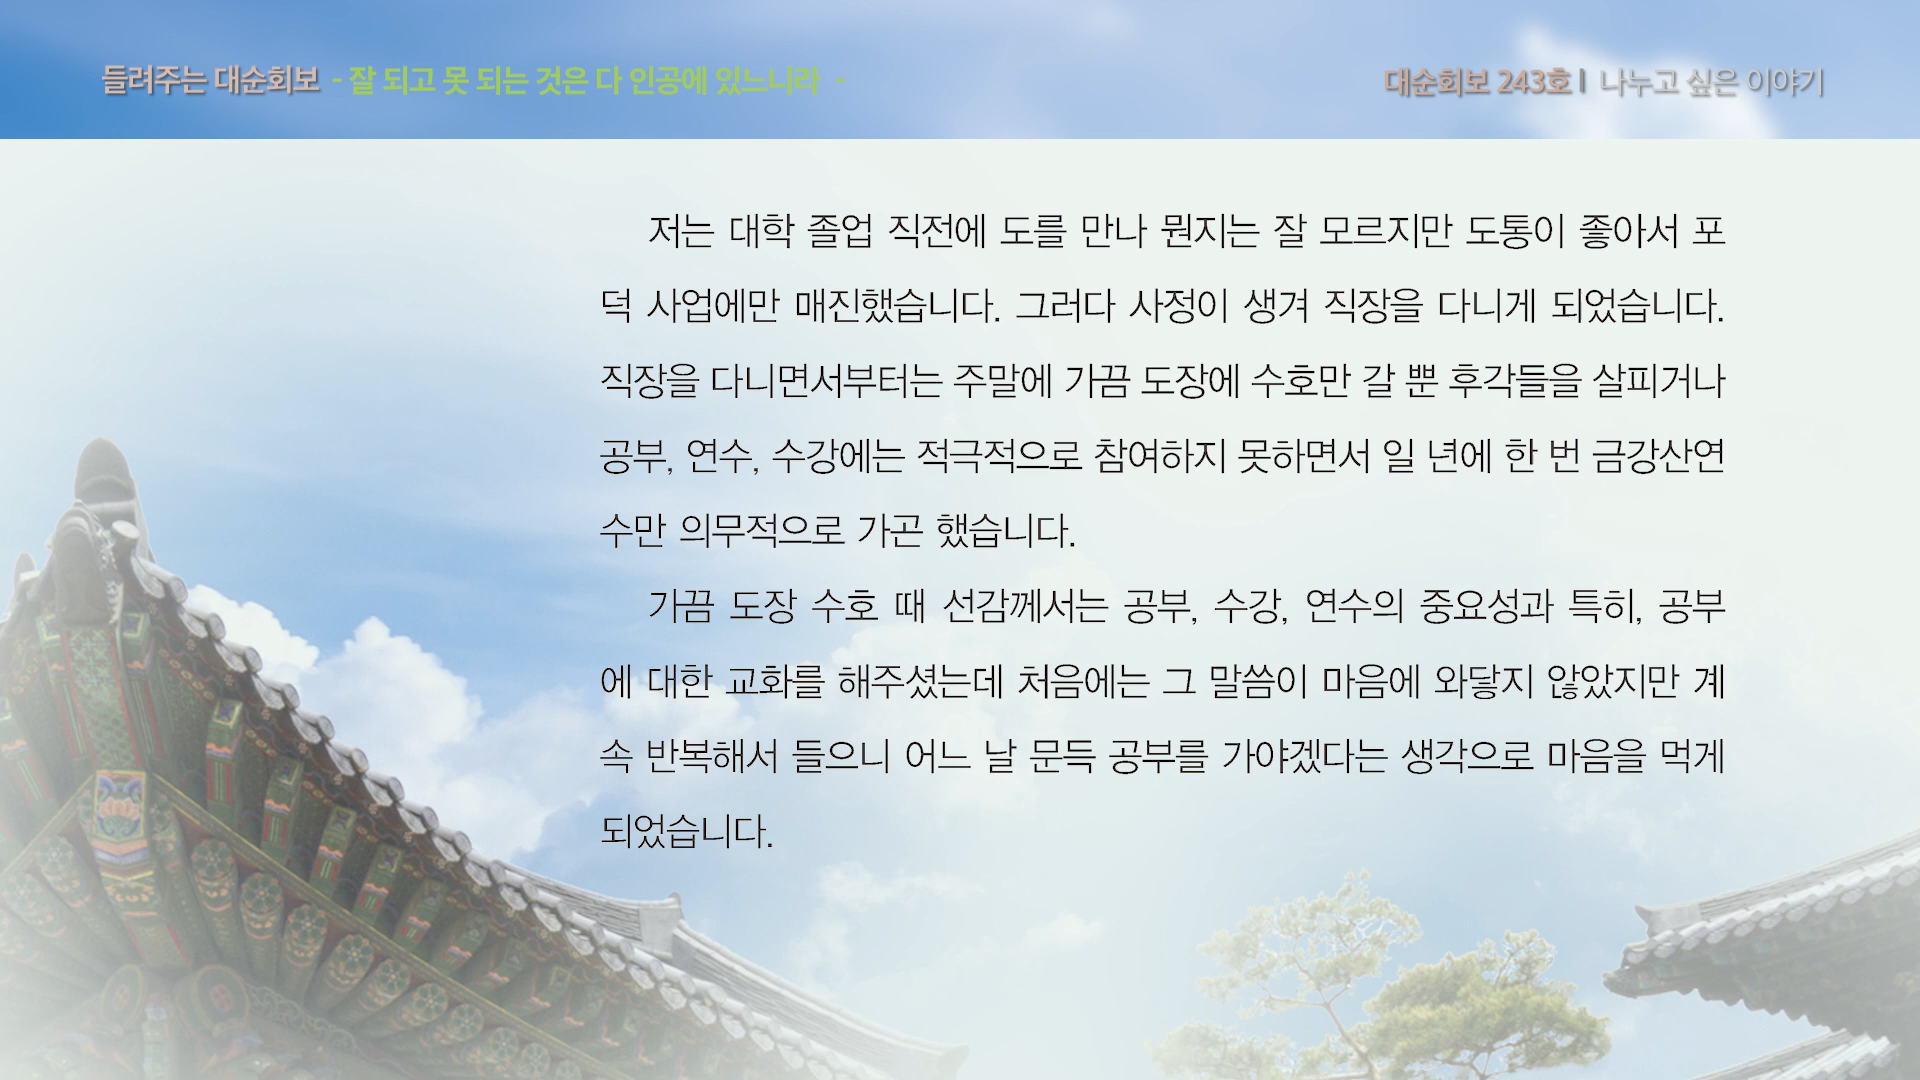 들려주는 대순회보 - 잘 되고 못 되는 것은 다 인공에 있느니라 -
대순회보 243호 | 나누고 싶은 이야기
저는 대학 졸업 직전에 도를 만나 뭔지는 잘 모르지만 도통이 좋아서 포
덕 사업에만 매진했습니다. 그러다 사정이 생겨 직장을 다니게 되었습니다.
직장을 다니면서부터는 주말에 가끔 도장에 수호만 갈 뿐 후각들을 살피거나
공부, 연수, 수강에는 적극적으로 참여하지 못하면서 일 년에 한 번 금강산연
수만 의무적으로 가곤 했습니다.
가끔 도장 수호 때 선감께서는 공부, 수강, 연수의 중요성과 특히, 공부
에 대한 교화를 해주셨는데 처음에는 그 말씀이 마음에 와닿지 않았지만 계
속 반복해서 들으니 어느 날 문득 공부를 가야겠다는 생각으로 마음을 먹게
되었습니다.